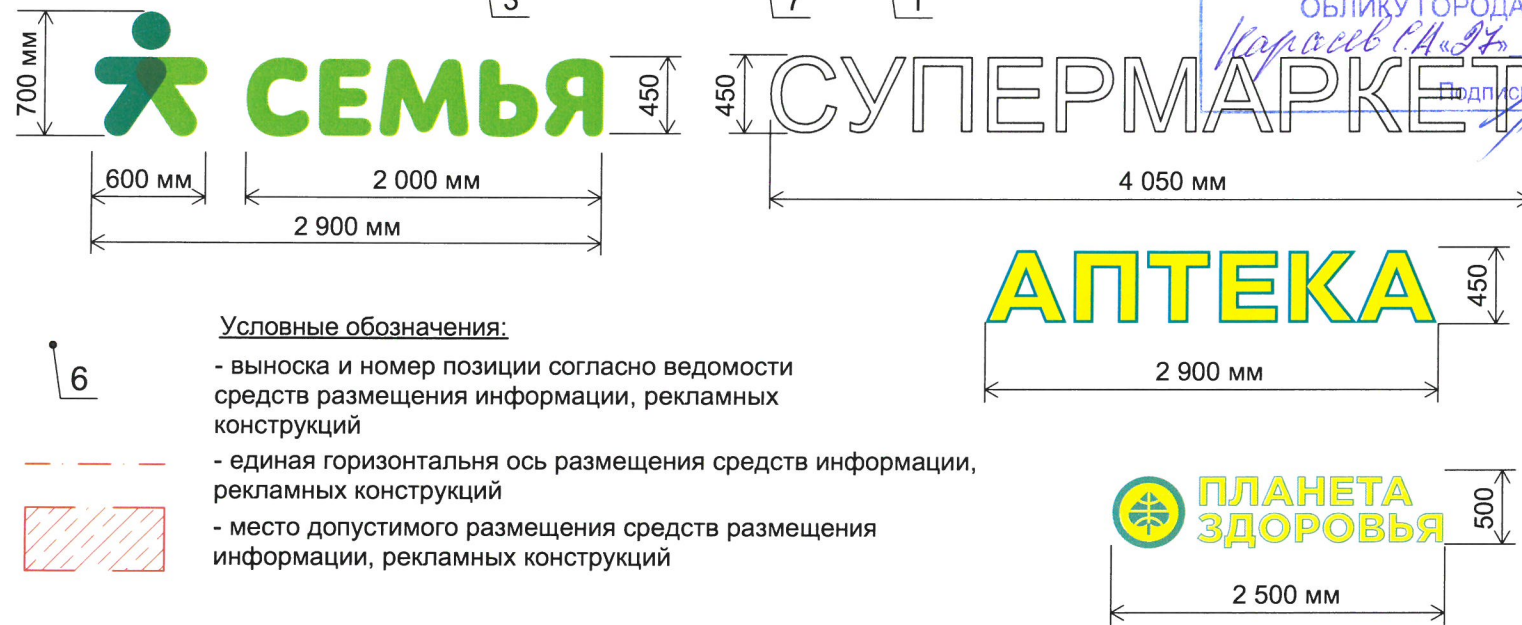 3
7
1
ОБЛИКУ ГОРОДА
Карасев С.А «27»
Подпис
700 мм
СЕМЬЯ
450
450
СУПЕРМАРКЕТ
600 мм
2 000 мм
2 900 мм
4 050 мм
АПТЕКА
450
2 900 мм
Условные обозначения:
6
- выноска и номер позиции согласно ведомости
средств размещения информации, рекламных
конструкций
- единая горизонтальня ось размещения средств информации,
рекламных конструкций
- место допустимого размещения средств размещения
информации, рекламных конструкций
ПЛАНЕТА
ЗДОРОВЬЯ
500
2 500 мм